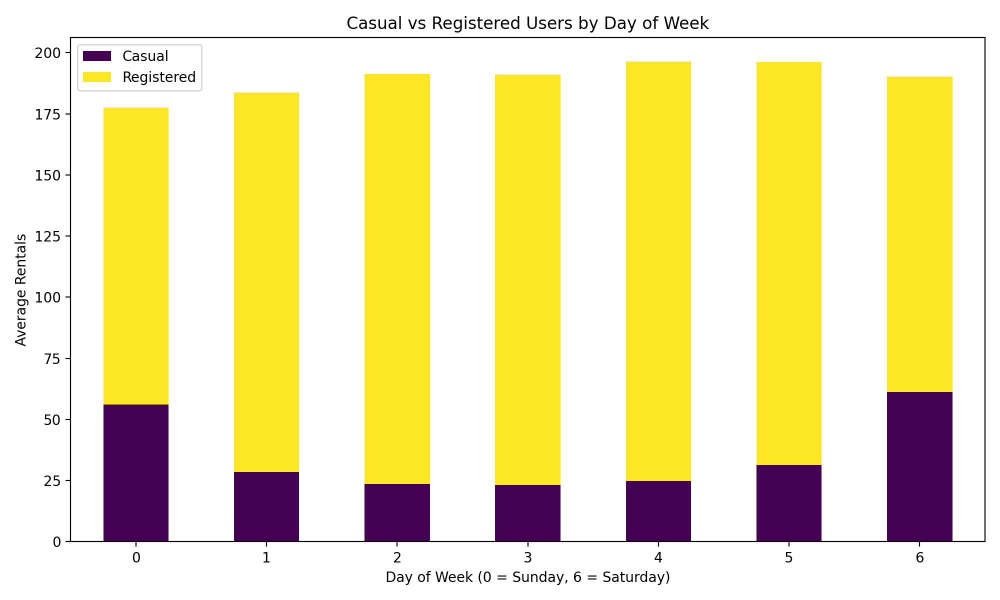 Casual vs Registered Users by Day of Week
Casual
Registered
200
175
150
125
100
75
50
25
0
Average Rentals
0 1 2 3 4 5 6
Day of Week (0 = Sunday, 6 = Saturday)